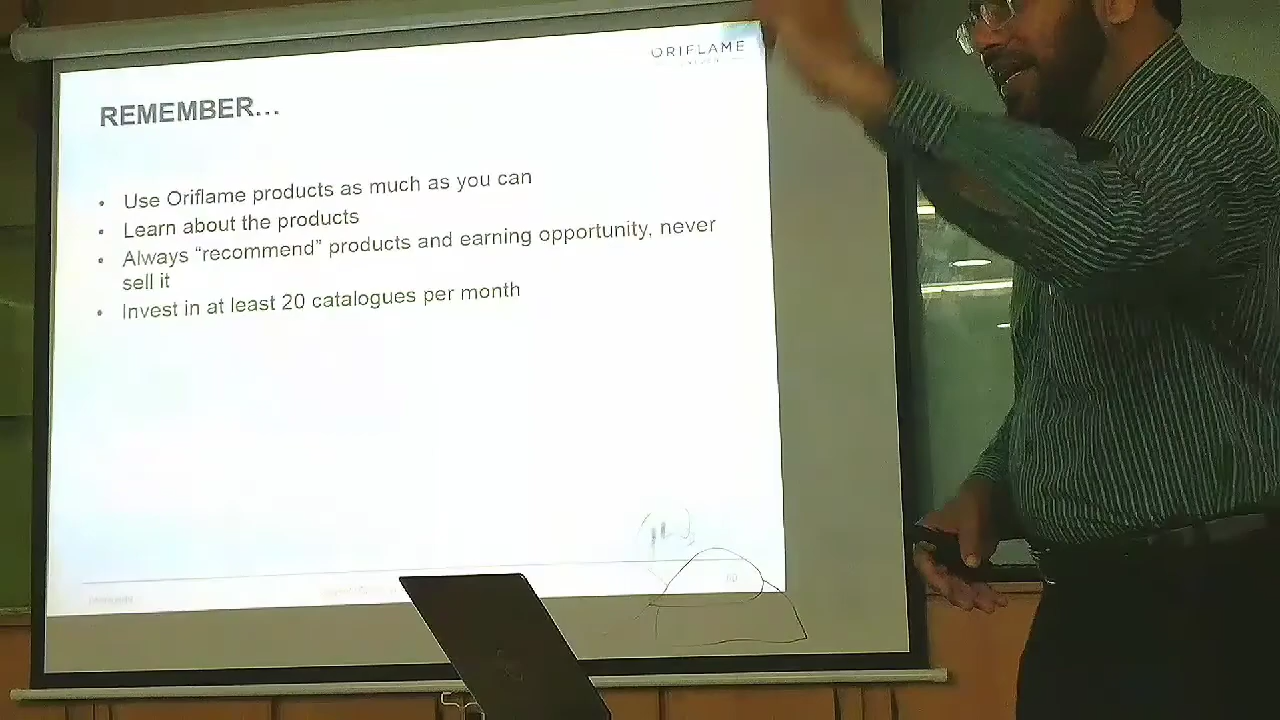 ORIFLAME
REMEMBER...
• Use Oriflame products as much as you can
• Learn about the products
• Always “recommend” products and earning opportunity, never
sell it
• Invest in at least 20 catalogues per month